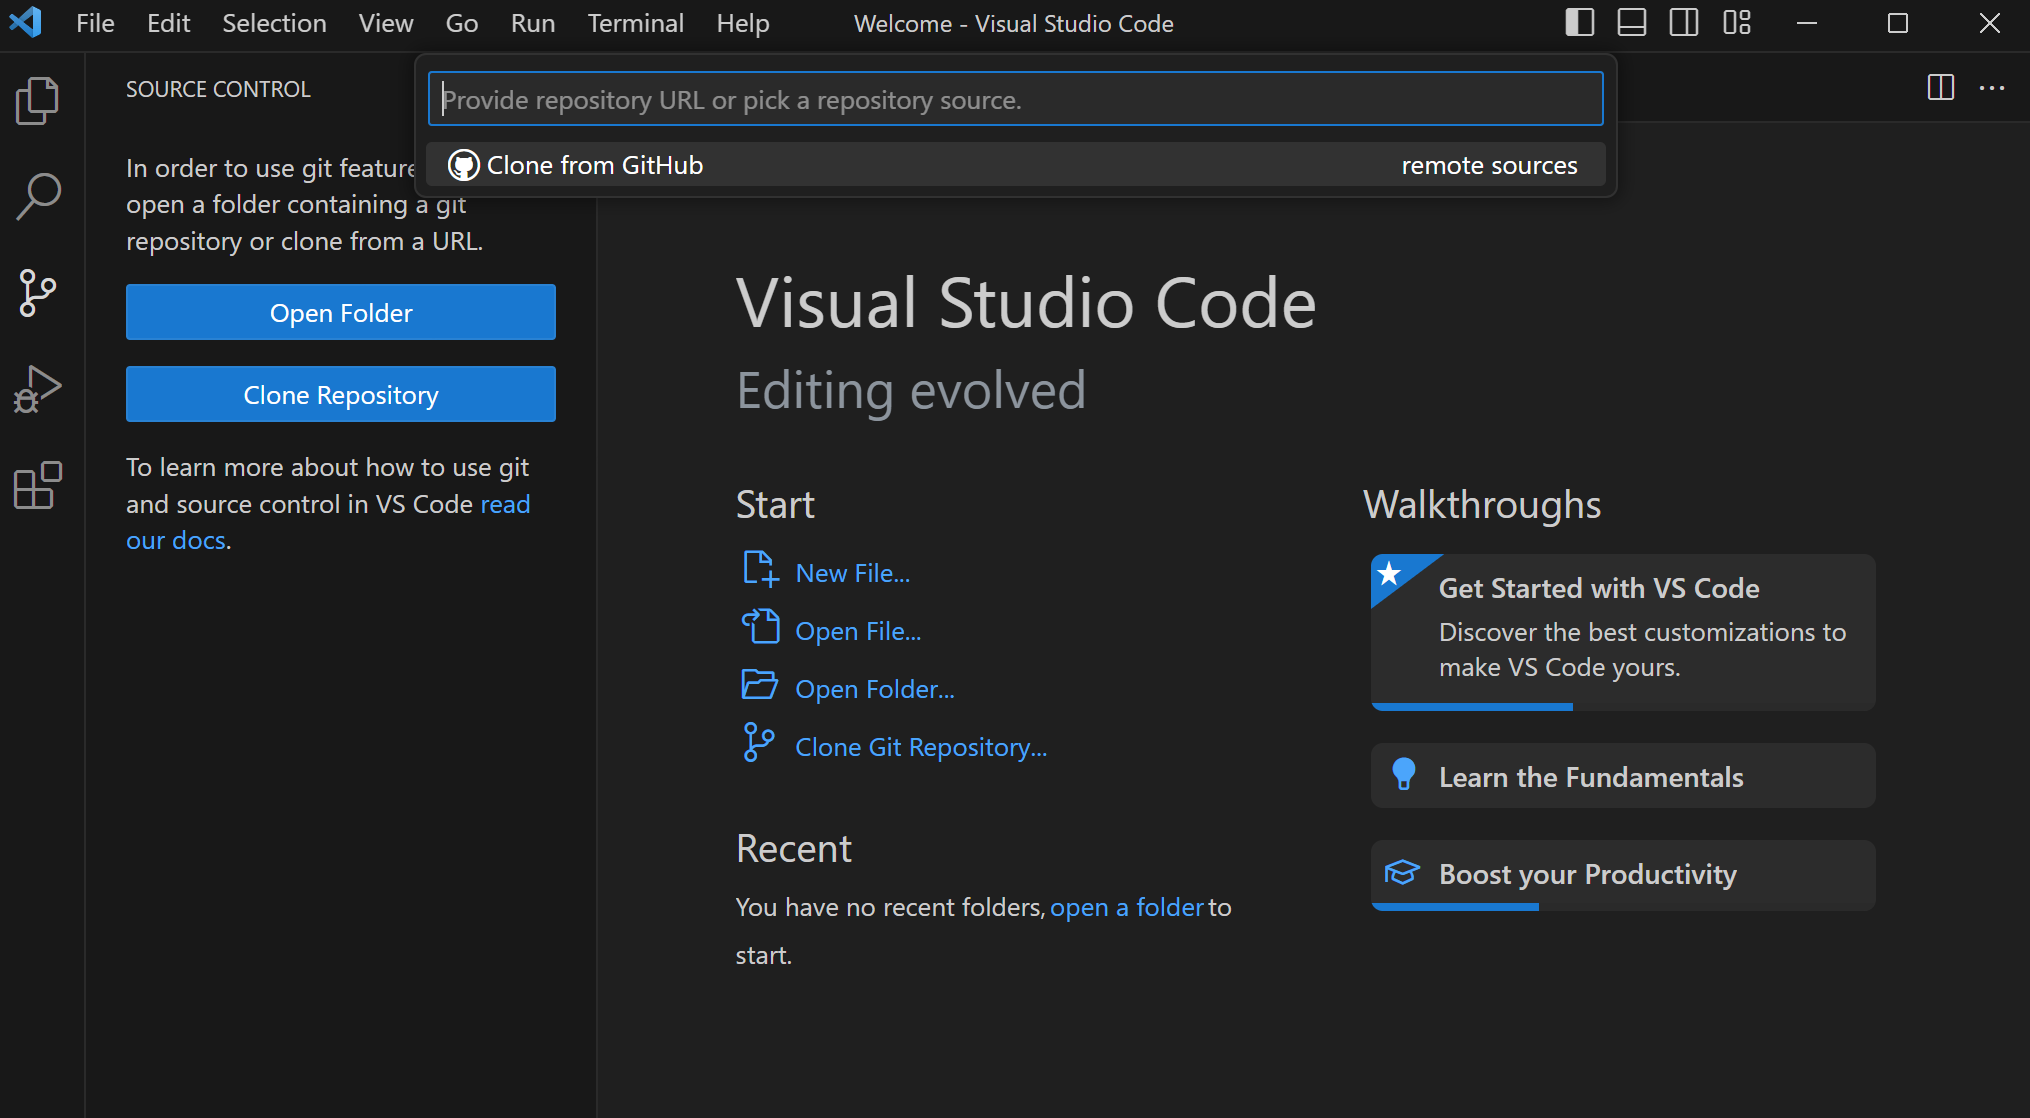 File Edit Selection View Go Run Terminal Help Welcome - Visual Studio Code
Provide repository URL or pick a repository source.
Clone from GitHub remote sources
SOURCE CONTROL
In order to use git feature
open a folder containing a git
repository or clone from a URL.
Open Folder
Clone Repository
To learn more about how to use git
and source control in VS Code read
our docs.
Visual Studio Code
Editing evolved
Start
New File...
Open File...
Open Folder...
Clone Git Repository...
Recent
You have no recent folders, open a folder to
start.
Walkthroughs
Get Started with VS Code
Discover the best customizations to
make VS Code yours.
Learn the Fundamentals
Boost your Productivity